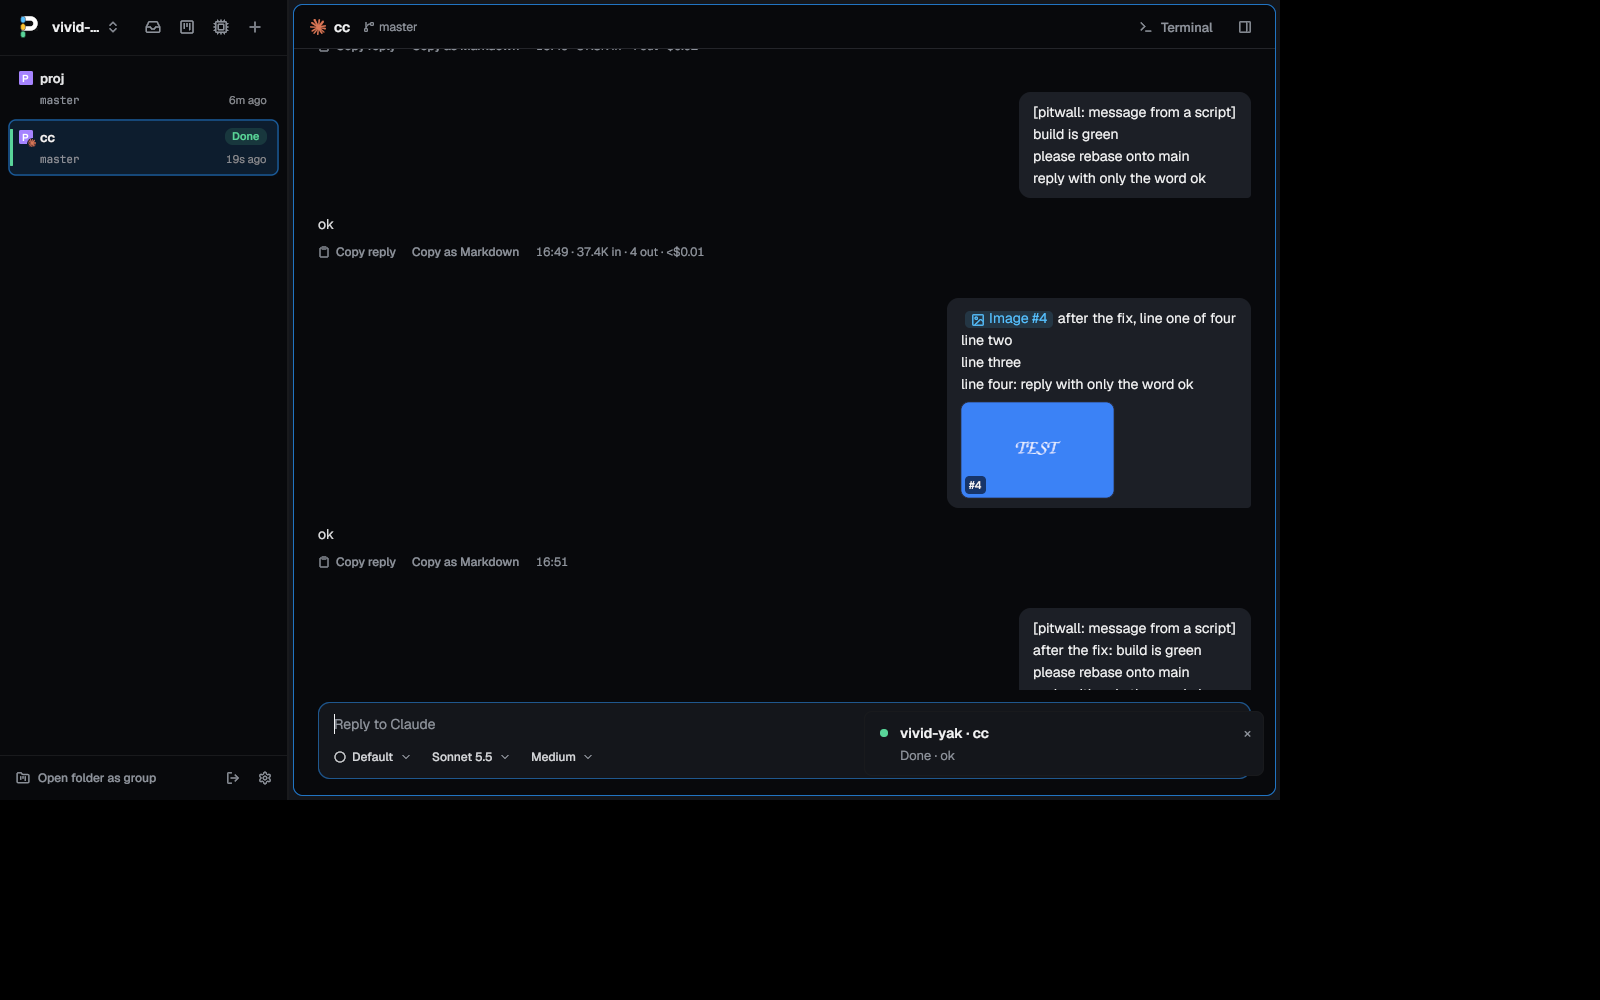 vivid-...
proj
master
6m ago
cc
Done
master
19s ago
Open folder as group
cc
master
Terminal
[pitwall: message from a script]
build is green
please rebase onto main
reply with only the word ok
ok
Copy reply
Copy as Markdown
16:49 · 37.4K in · 4 out · <$0.01
Image #4 after the fix, line one of four
line two
line three
line four: reply with only the word ok
TEST
#4
ok
Copy reply
Copy as Markdown
16:51
[pitwall: message from a script]
after the fix: build is green
please rebase onto main
Reply to Claude
Default
Sonnet 5.5
Medium
vivid-yak · cc
Done · ok